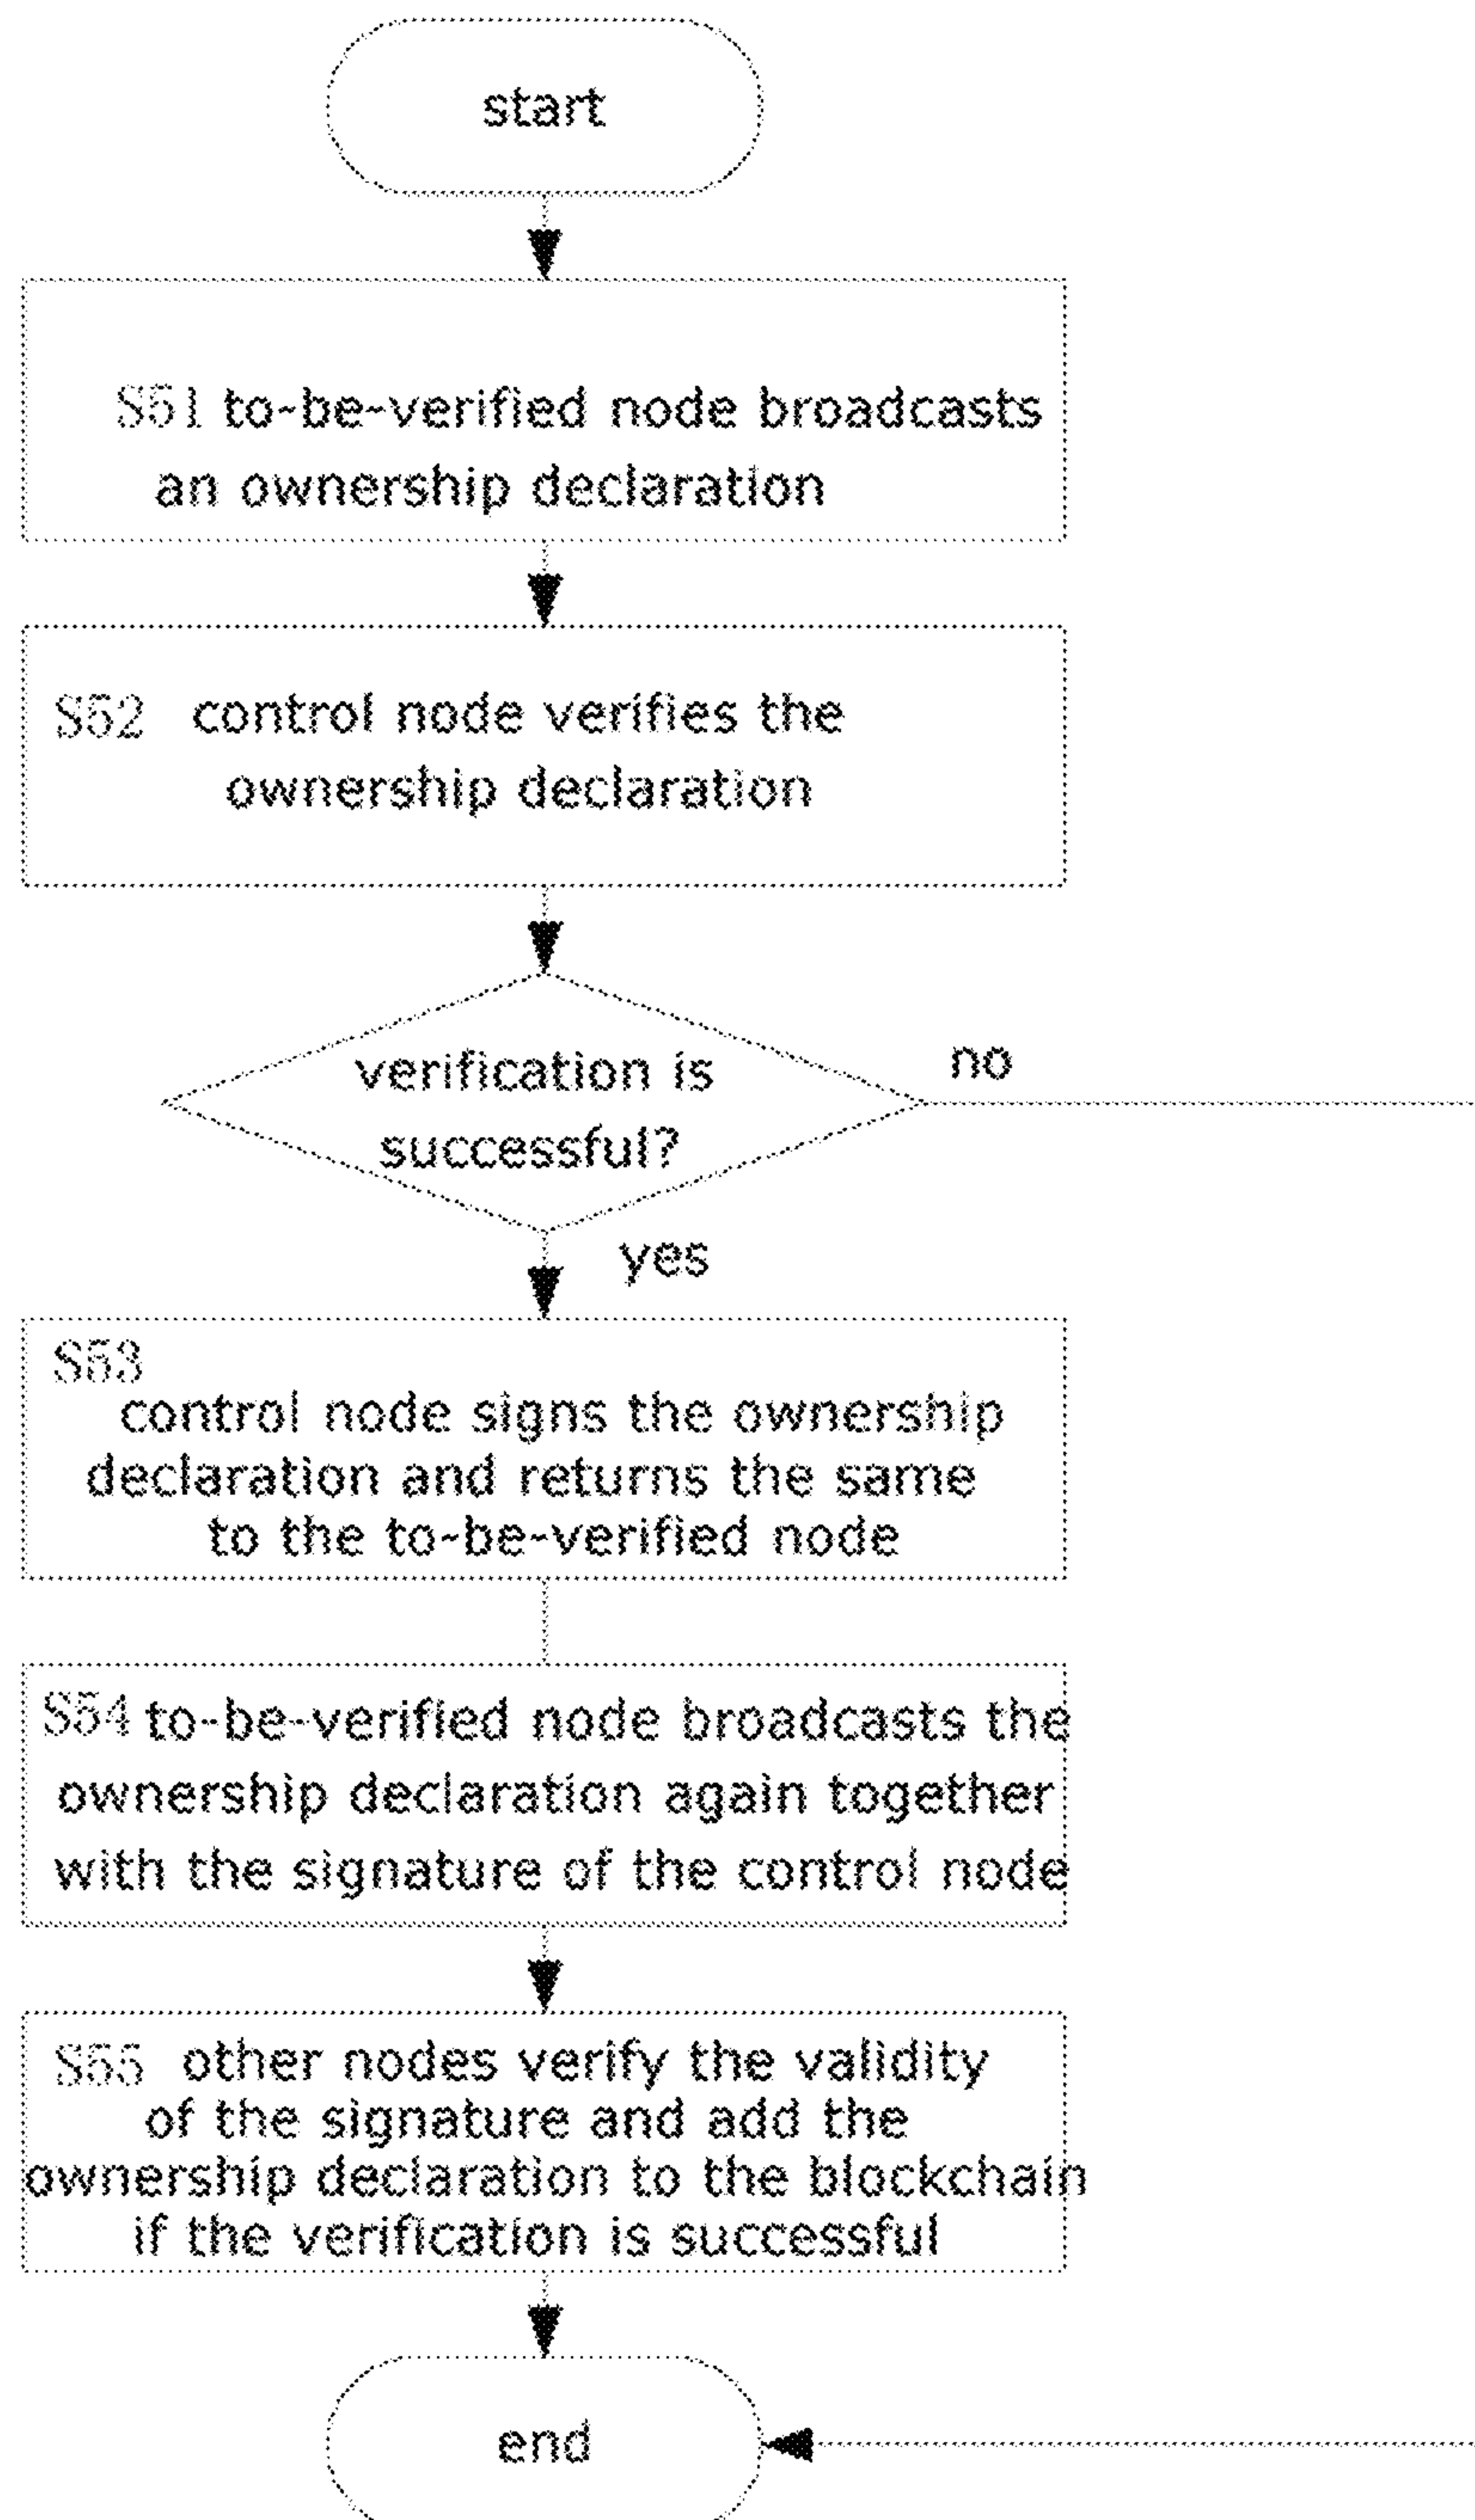 start
S51 to-be-verified node broadcasts
an ownership declaration
S52 control node verifies the
ownership declaration
verification is
successful?
no
yes
S53
control node signs the ownership
declaration and returns the same
to the to-be-verified node
S54 to-be-verified node broadcasts the
ownership declaration again together
with the signature of the control node
S55 other nodes verify the validity
of the signature and add the
ownership declaration to the blockchain
if the verification is successful
end